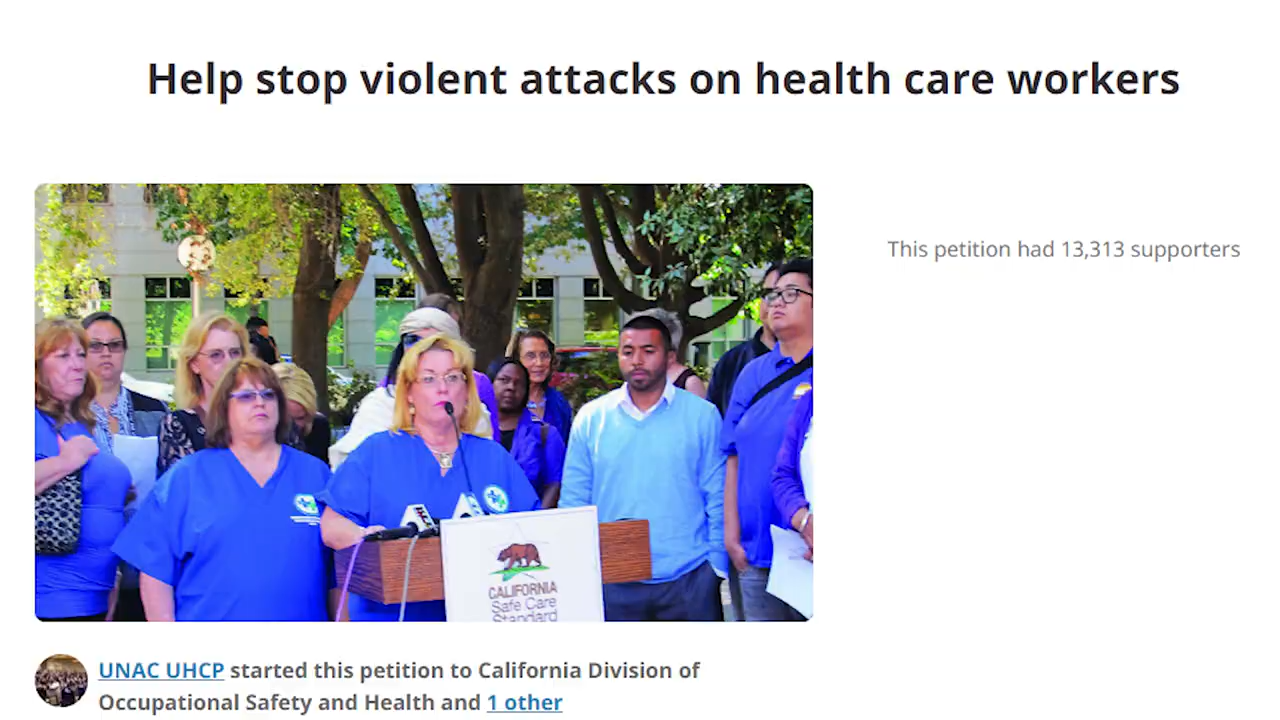 Help stop violent attacks on health care workers
This petition had 13,313 supporters
CALIFORNIA
Safe Care
Standard
UNAC UHCP started this petition to California Division of
Occupational Safety and Health and 1 other